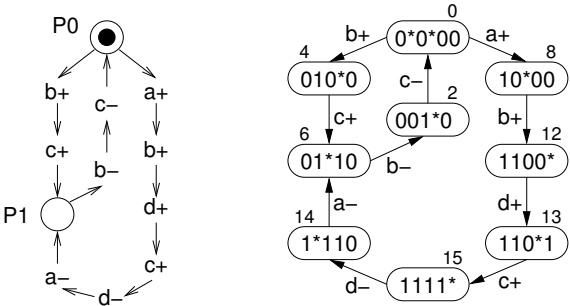 P0
b+
c−
a+
c+
b+
b−
P1
d+
c+
a−
d−
0
0*0*00
b+
a+
4
010*0
8
10*00
c−
2
001*0
c+
b+
6
01*10
b−
12
1100*
a−
d+
14
1*110
13
110*1
15
1111*
d−
c+